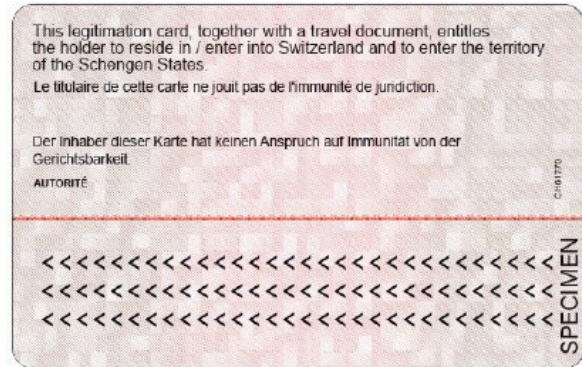 This legitimation card, together with a travel document, entitles
the holder to reside in / enter into Switzerland and to enter the territory
of the Schengen States.
Le titulaire de cette carte ne jouit pas de l'immunité de juridiction.
Der Inhaber dieser Karte hat keinen Anspruch auf Immunität von der
Gerichtsbarkeit.
AUTORITÉ
<<<<<<<<<<<<<<<<<<<<<<<<<<<<<<
<<<<<<<<<<<<<<<<<<<<<<<<<<<<<<
<<<<<<<<<<<<<<<<<<<<<<<<<<<<<<
SPECIMEN